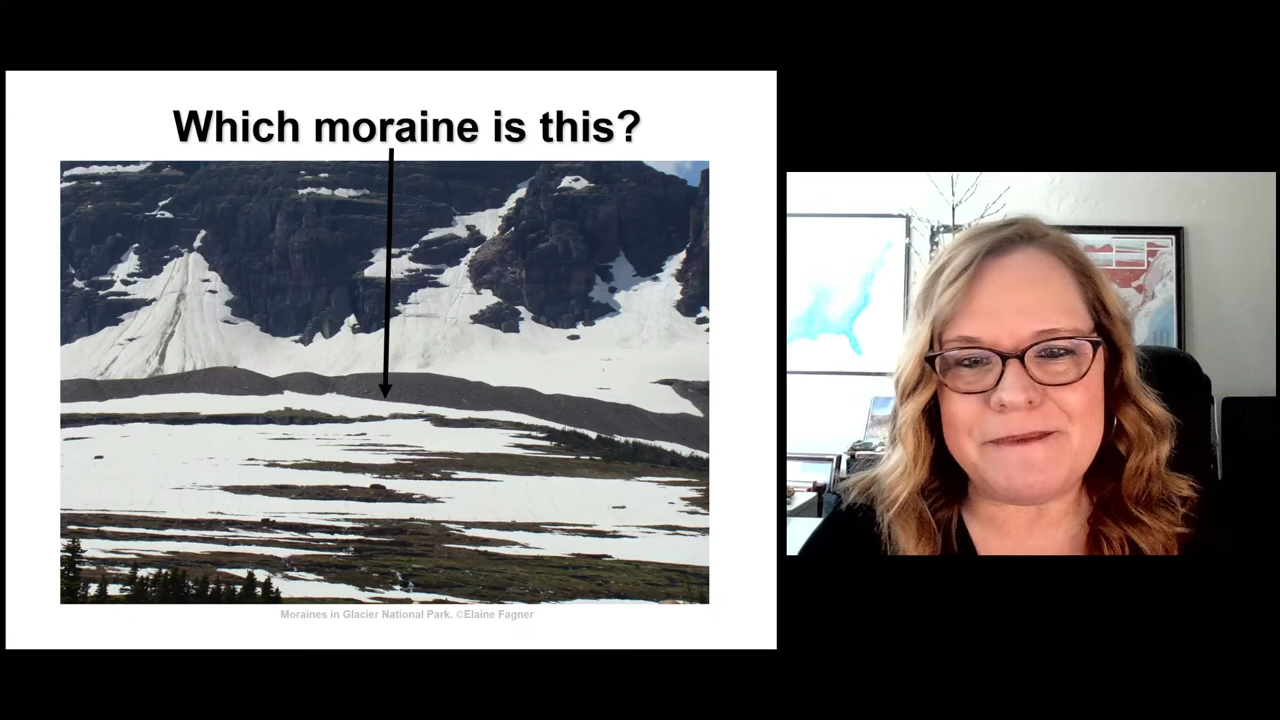 Which moraine is this?
Moraines in Glacier National Park. ©Elaine Fagner